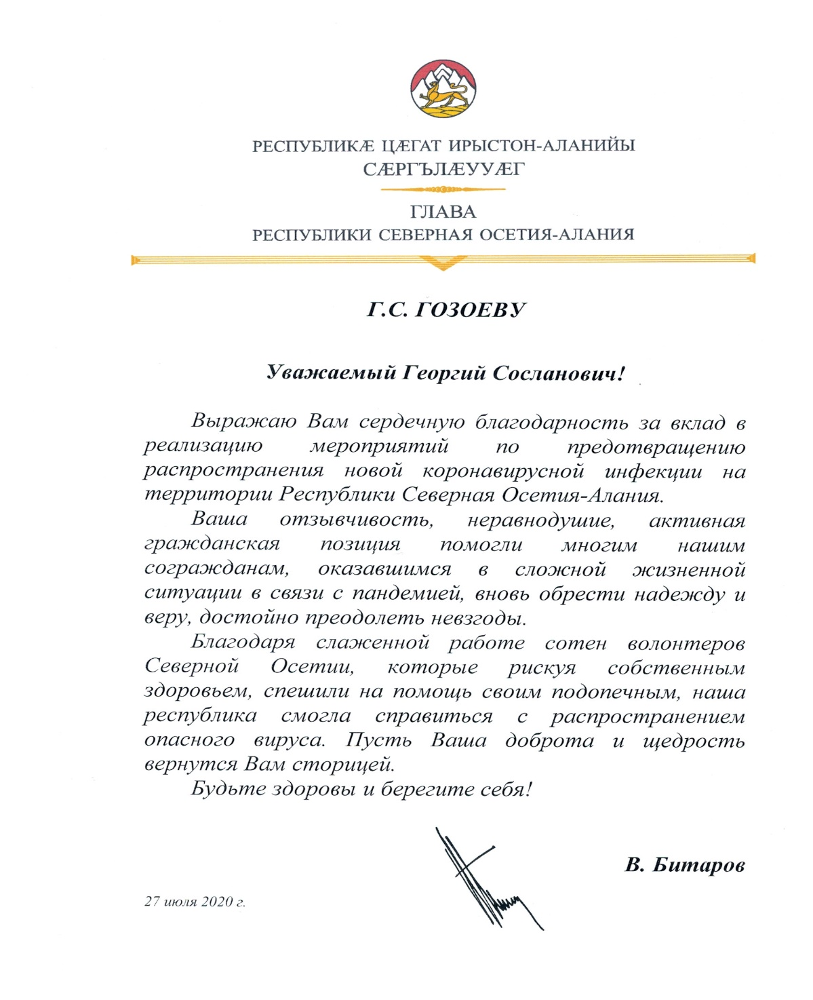 РЕСПУБЛИКÆ ЦÆГАТ ИРЫСТОН-АЛАНИЙЫ
СÆРГЪЛÆУУÆГ
ГЛАВА
РЕСПУБЛИКИ СЕВЕРНАЯ ОСЕТИЯ-АЛАНИЯ
Г.С. ГОЗОЕВУ
Уважаемый Георгий Сосланович!
Выражаю Вам сердечную благодарность за вклад в
реализацию мероприятий по предотвращению
распространения новой коронавирусной инфекции на
территории Республики Северная Осетия-Алания.
Ваша отзывчивость, неравнодушие, активная
гражданская позиция помогли многим нашим
согражданам, оказавшимся в сложной жизненной
ситуации в связи с пандемией, вновь обрести надежду и
веру, достойно преодолеть невзгоды.
Благодаря слаженной работе сотен волонтеров
Северной Осетии, которые рискуя собственным
здоровьем, спешили на помощь своим подопечным, наша
республика смогла справиться с распространением
опасного вируса. Пусть Ваша доброта и щедрость
вернутся Вам сторицей.
Будьте здоровы и берегите себя!
В. Битаров
27 июля 2020 г.